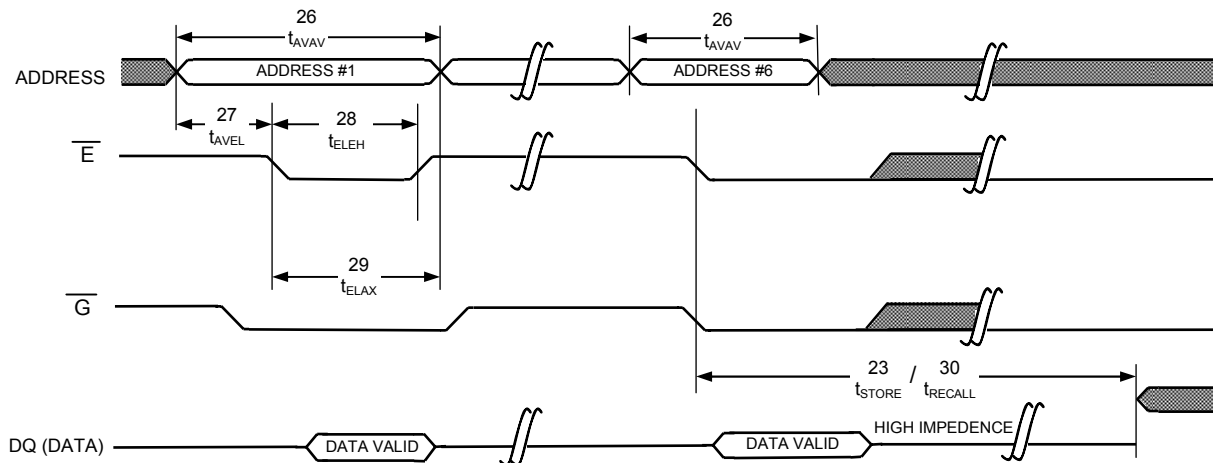 26
tAVAV
26
tAVAV
ADDRESS
ADDRESS #1
ADDRESS #6
27
tAVEL
28
tELEH
E
29
tELAX
G
23 / 30
tSTORE tRECALL
DQ (DATA)
DATA VALID
DATA VALID
HIGH IMPEDENCE